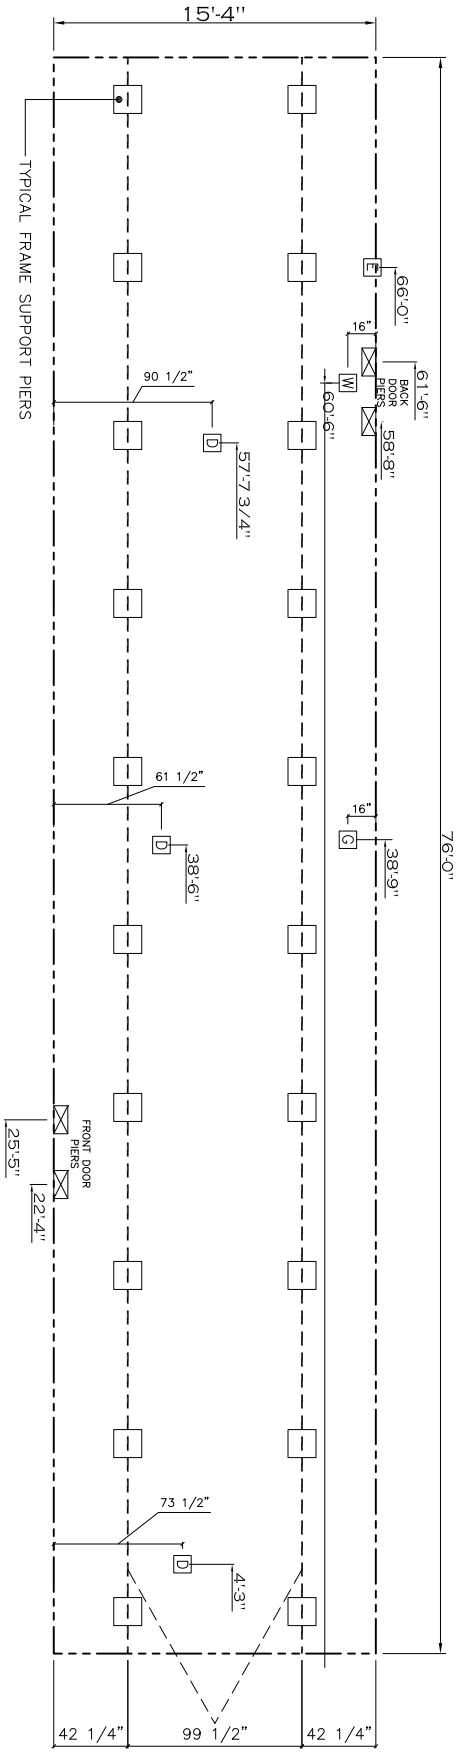 15'-4"
TYPICAL FRAME SUPPORT PIERS
E
66'-0"
16"
61'-6"
BACK
DOOR
PIERS
W
60'-6"
58'-8"
90 1/2"
D
57'-7 3/4"
76'-0"
61 1/2"
D
38'-6"
16"
G
38'-9"
FRONT DOOR
PIERS
25'-5"
22'-4"
73 1/2"
D
4'-3"
42 1/4"
99 1/2"
42 1/4"